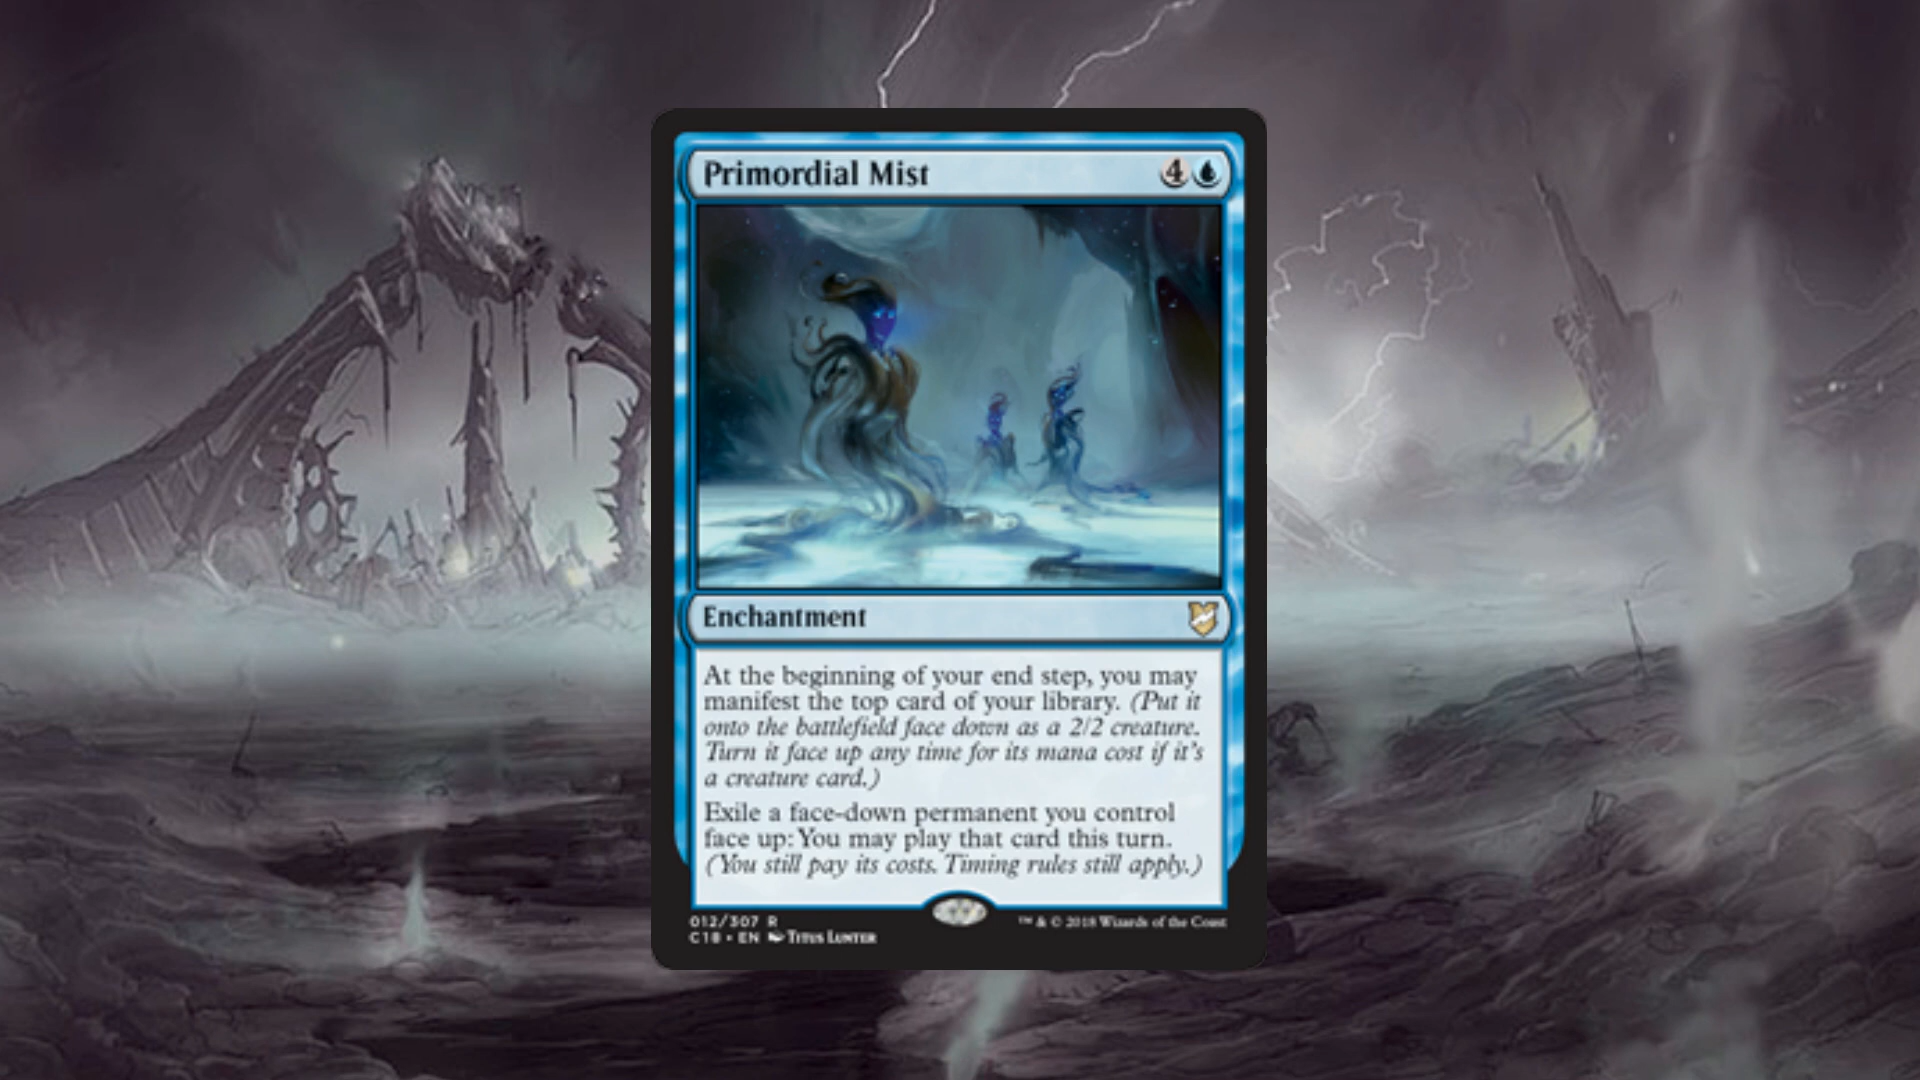 Primordial Mist 4
Enchantment
At the beginning of your end step, you may
manifest the top card of your library. (Put it
onto the battlefield face down as a 2/2 creature.
Turn it face up any time for its mana cost if it's
a creature card.)
Exile a face-down permanent you control
face up: You may play that card this turn.
(You still pay its costs. Timing rules still apply.)
012/307 R
™ & © 2018 Wizards of the Coast
C18 • EN Titus Lunter